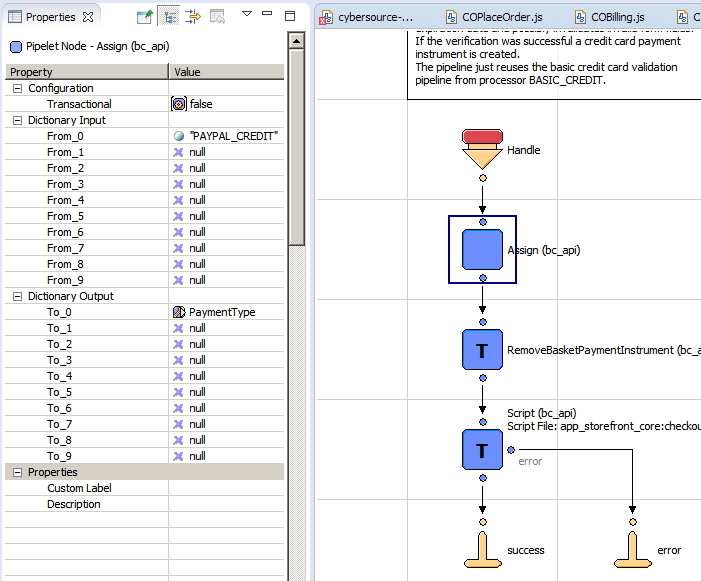 Properties
Pipelet Node - Assign (bc_api)
Property Value
Configuration
Transactional false
Dictionary Input
From_0 "PAYPAL_CREDIT"
From_1 null
From_2 null
From_3 null
From_4 null
From_5 null
From_6 null
From_7 null
From_8 null
From_9 null
Dictionary Output
To_0 PaymentType
To_1 null
To_2 null
To_3 null
To_4 null
To_5 null
To_6 null
To_7 null
To_8 null
To_9 null
Properties
Custom Label
Description
cybersource-... COPlaceOrder.js COBilling.js C
If the verification was successful a credit card payment
instrument is created.
The pipeline just reuses the basic credit card validation
pipeline from processor BASIC_CREDIT.
Handle
Assign (bc_api)
T
RemoveBasketPaymentInstrument (bc_a
Script (bc_api)
Script File: app_storefront_core:checkou
T
error
success
error